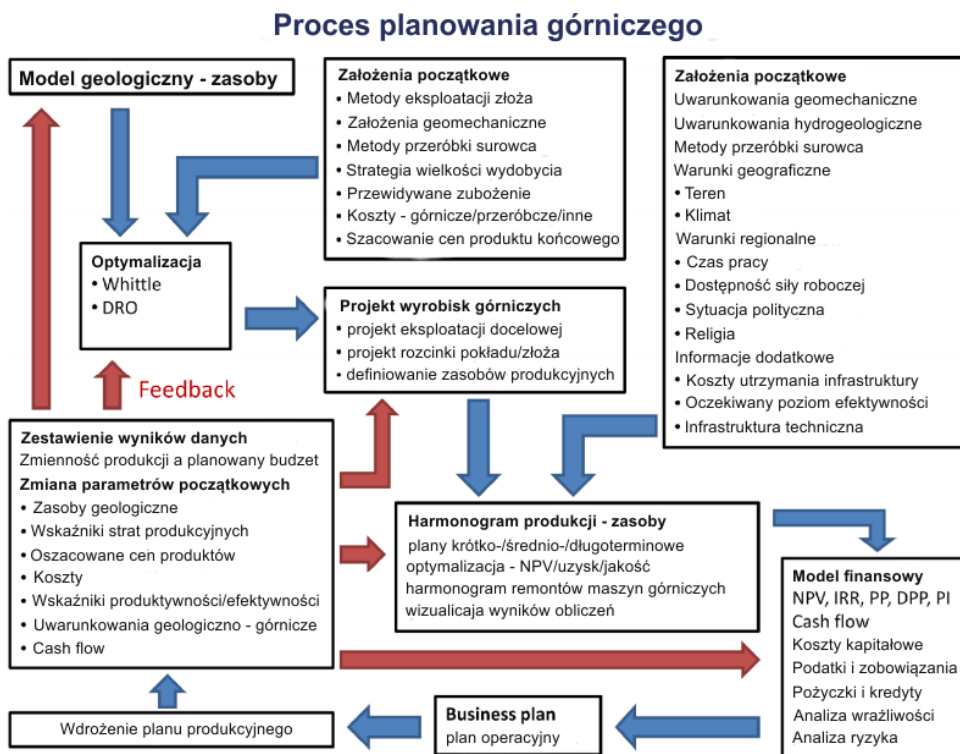 Proces planowania górniczego
Model geologiczny - zasoby
Założenia początkowe
• Metody eksploatacji złoża
• Założenia geomechaniczne
• Metody przeróbki surowca
• Strategia wielkości wydobycia
• Przewidywane zubożenie
• Koszty - górnicze/przeróbcze/inne
• Szacowanie cen produktu końcowego
Założenia początkowe
Uwarunkowania geomechaniczne
Uwarunkowania hydrogeologiczne
Metody przeróbki surowca
Warunki geograficzne
• Teren
• Klimat
Warunki regionalne
• Czas pracy
• Dostępność siły roboczej
• Sytuacja polityczna
• Religia
Informacje dodatkowe
• Koszty utrzymania infrastruktury
• Oczekiwany poziom efektywności
• Infrastruktura techniczna
Optymalizacja
• Whittle
• DRO
Projekt wyrobisk górniczych
• projekt eksploatacji docelowej
• projekt rozcinki pokładu/złoża
• definiowanie zasobów produkcyjnych
Feedback
Zestawienie wyników danych
Zmienność produkcji a planowany budzet
Zmiana parametrów początkowych
• Zasoby geologiczne
• Wskaźniki strat produkcyjnych
• Oszacowane cen produktów
• Koszty
• Wskaźniki produktywności/efektywności
• Uwarunkowania geologiczno - górnicze
• Cash flow
Harmonogram produkcji - zasoby
plany krótko-/średnio-/długoterminowe
optymalizacja - NPV/uzysk/jakość
harmonogram remontów maszyn górniczych
wizualicaja wyników obliczeń
Model finansowy
NPV, IRR, PP, DPP, PI
Cash flow
Koszty kapitałowe
Podatki i zobowiązania
Pożyczki i kredyty
Analiza wrażliwości
Analiza ryzyka
Business plan
plan operacyjny
Wdrożenie planu produkcyjnego